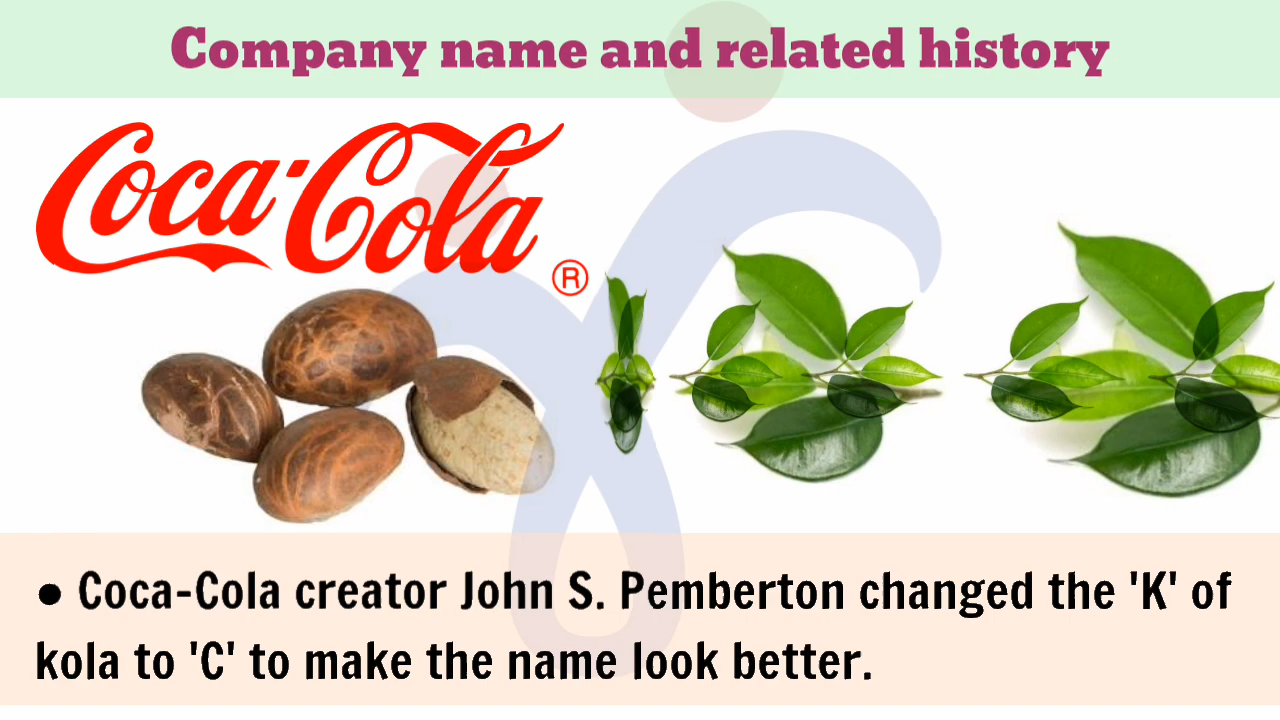 Company name and related history
Coca-Cola
®
● Coca-Cola creator John S. Pemberton changed the 'K' of
kola to 'C' to make the name look better.